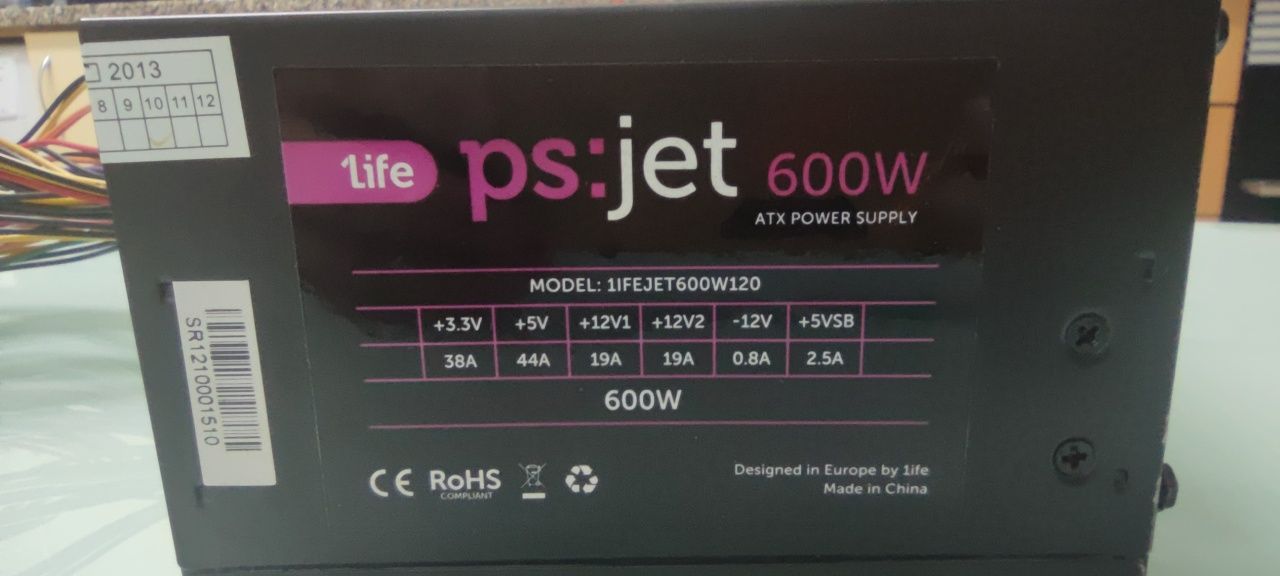 2013
8 9 10 11 12
1life ps:jet 600W
ATX POWER SUPPLY
MODEL: 1IFEJET600W120
+3.3V +5V +12V1 +12V2 -12V +5VSB
38A 44A 19A 19A 0.8A 2.5A
600W
SR1210001510
CE RoHS
COMPLIANT
Designed in Europe by 1ife
Made in China